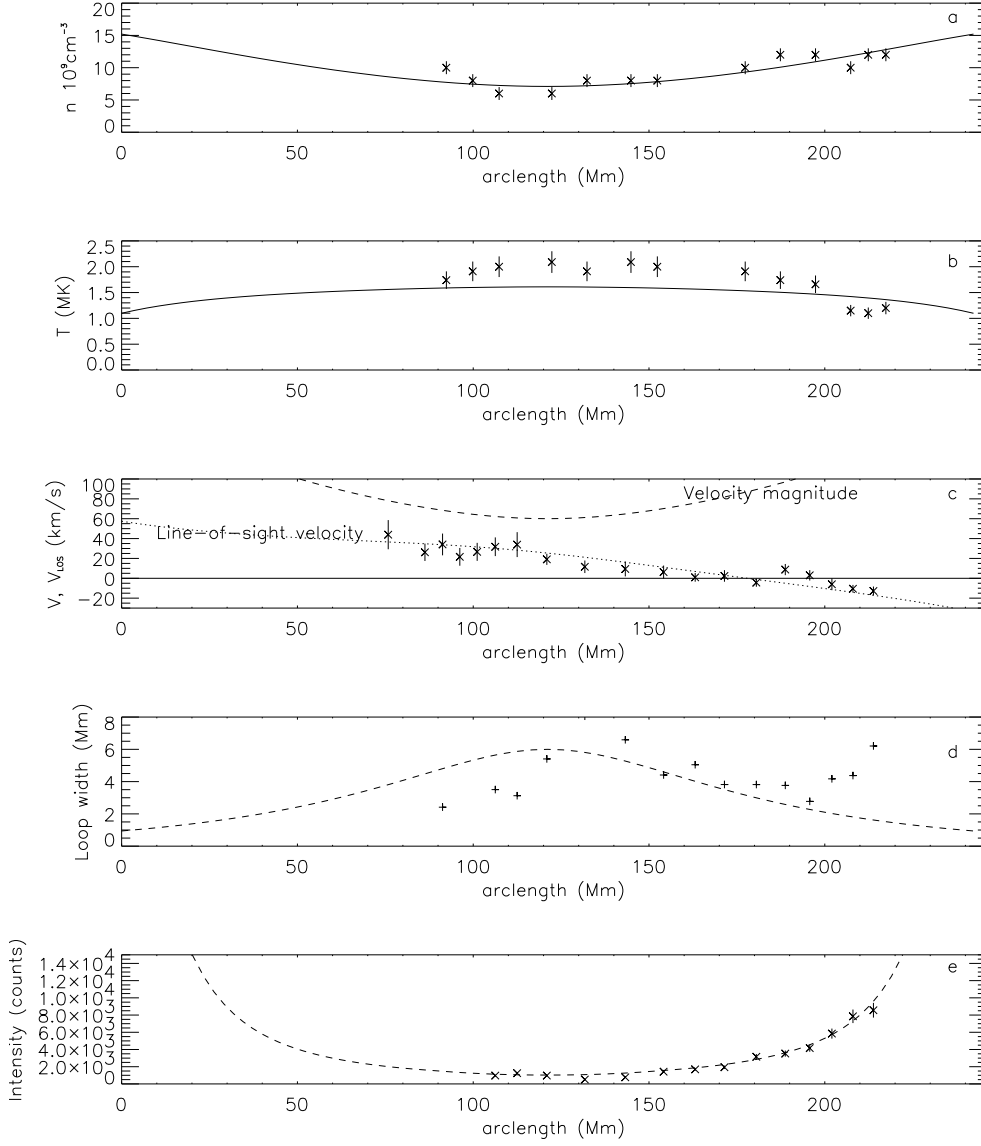 20
15
10
5
0
n 10⁹cm⁻³
a
0 50 100 150 200
arclength (Mm)
2.5
2.0
1.5
1.0
0.5
0.0
T (MK)
b
0 50 100 150 200
arclength (Mm)
100
80
60
40
20
0
−20
V, V_LOS (km/s)
Velocity magnitude
c
Line−of−sight velocity
0 50 100 150 200
arclength (Mm)
8
6
4
2
0
Loop width (Mm)
d
0 50 100 150 200
arclength (Mm)
1.4×10⁴
1.2×10⁴
1.0×10⁴
8.0×10³
6.0×10³
4.0×10³
2.0×10³
0
Intensity (counts)
e
0 50 100 150 200
arclength (Mm)